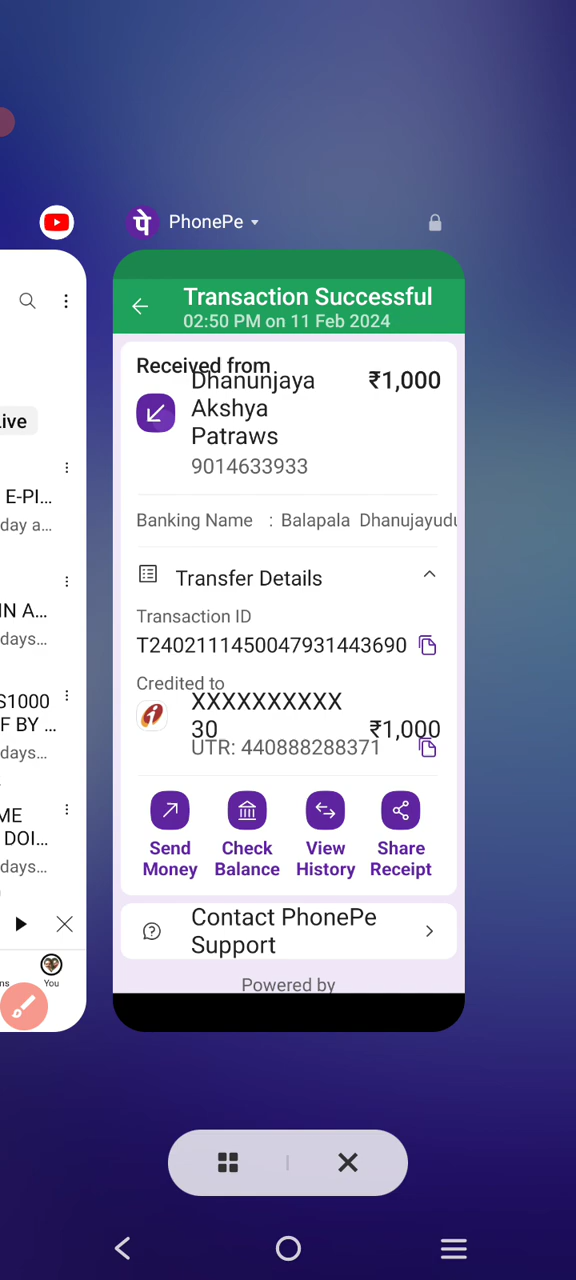 पे PhonePe
Transaction Successful
02:50 PM on 11 Feb 2024
Live
Received from
Dhanunjaya ₹1,000
Akshya
Patraws
9014633933
E-PI...
day a...
Banking Name : Balapala Dhanujayudu
Transfer Details
IN A...
days...
Transaction ID
T2402111450047931443690
Credited to
XXXXXXXXXX
30 ₹1,000
UTR: 440888288371
S1000
F BY ...
days...
ME
DOI...
days...
Send
Money
Check
Balance
View
History
Share
Receipt
Contact PhonePe
Support
Powered by
ns You